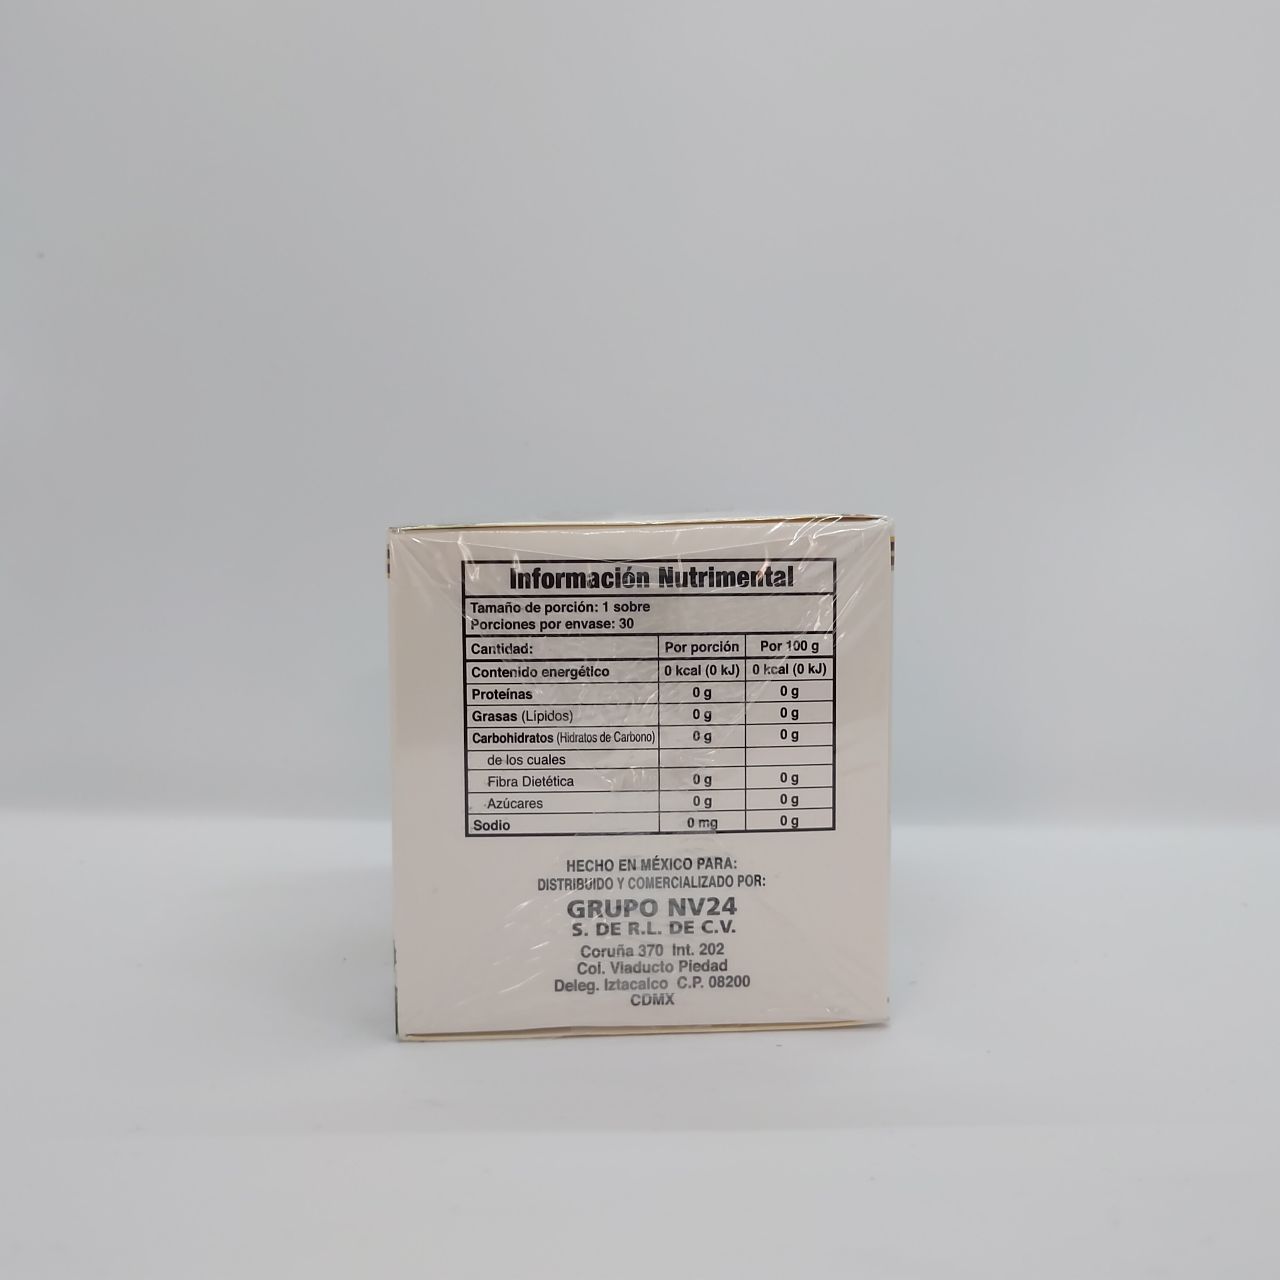 Información Nutrimental
Tamaño de porción: 1 sobre
Porciones por envase: 30
Cantidad: Por porción Por 100 g
Contenido energético 0 kcal (0 kJ) 0 kcal (0 kJ)
Proteínas 0 g 0 g
Grasas (Lípidos) 0 g 0 g
Carbohidratos (Hidratos de Carbono) 0 g 0 g
de los cuales
Fibra Dietética 0 g 0 g
Azúcares 0 g 0 g
Sodio 0 mg 0 g
HECHO EN MÉXICO PARA:
DISTRIBUIDO Y COMERCIALIZADO POR:
GRUPO NV24
S. DE R.L. DE C.V.
Coruña 370 Int. 202
Col. Viaducto Piedad
Deleg. Iztacalco C.P. 08200
CDMX